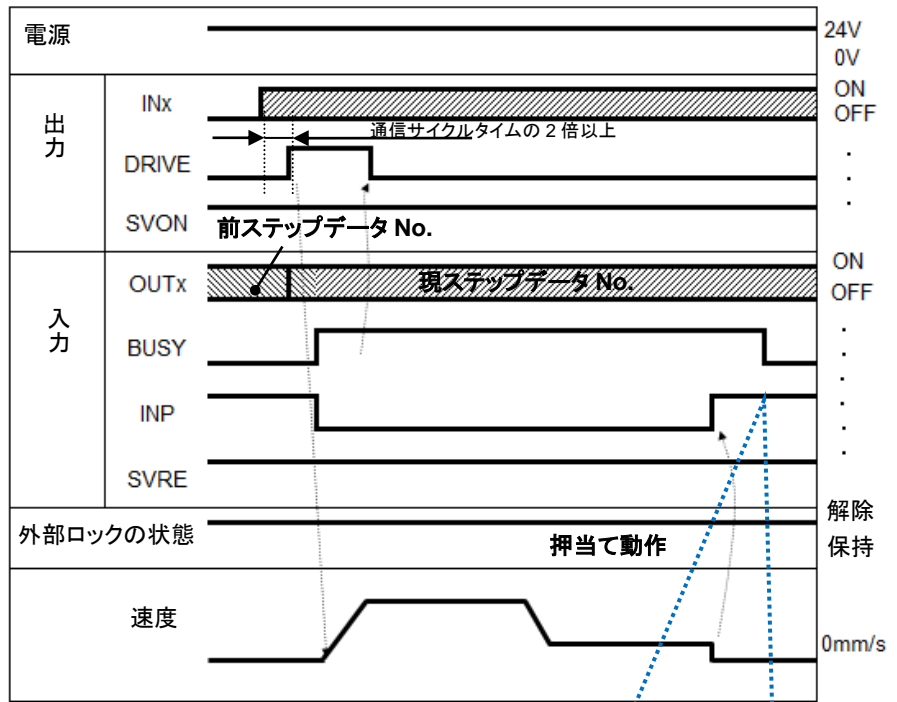 電源
24V
0V
出力
INx
ON
OFF
通信サイクルタイムの 2 倍以上
DRIVE
SVON
前ステップデータ No.
入力
OUTx
現ステップデータ No.
ON
OFF
BUSY
INP
SVRE
外部ロックの状態
押当て動作
解除
保持
速度
0mm/s